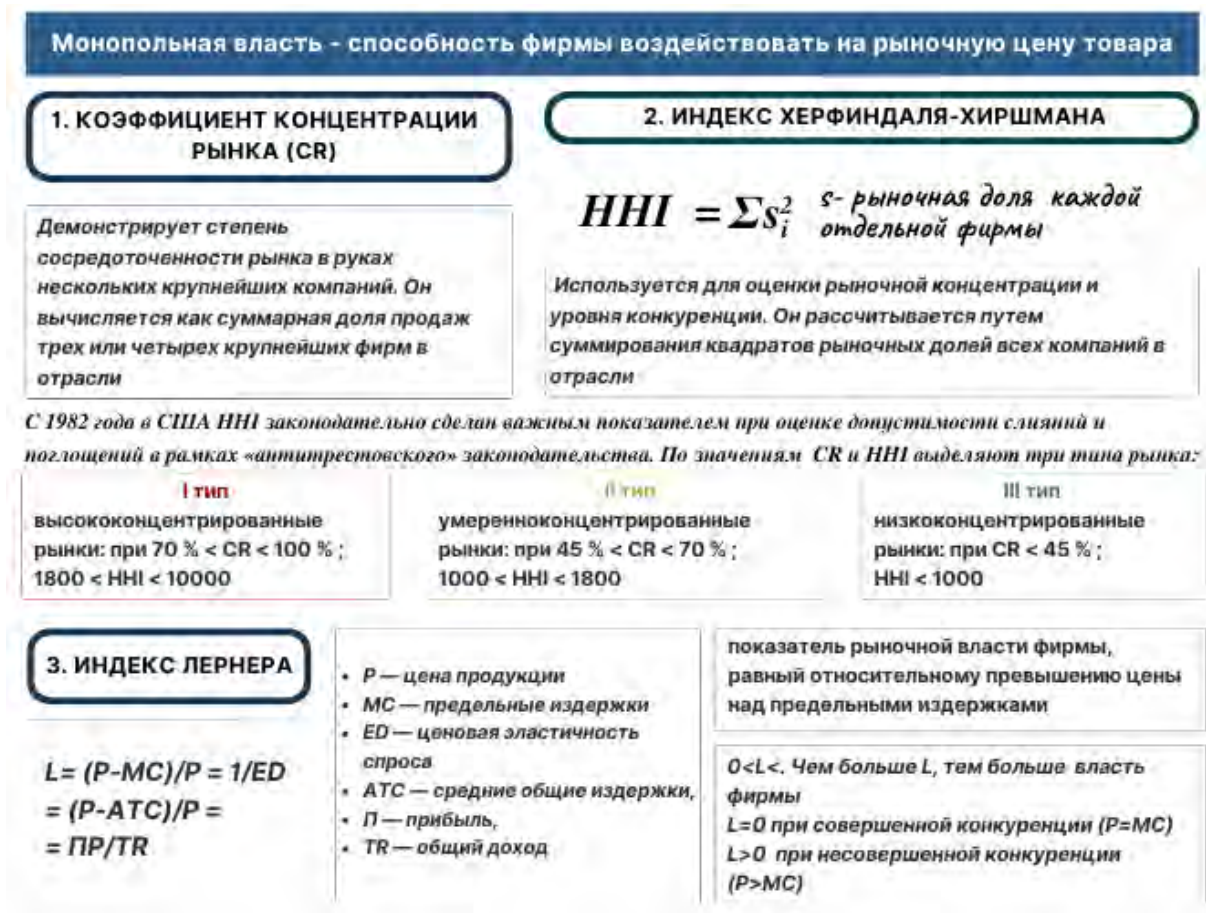 Монопольная власть - способность фирмы воздействовать на рыночную цену товара
1. КОЭФФИЦИЕНТ КОНЦЕНТРАЦИИ
РЫНКА (CR)
Демонстрирует степень
сосредоточенности рынка в руках
нескольких крупнейших компаний. Он
вычисляется как суммарная доля продаж
трех или четырех крупнейших фирм в
отрасли
2. ИНДЕКС ХЕРФИНДАЛЯ-ХИРШМАНА
HHI = Σs_i^2
s- рыночная доля каждой
отдельной фирмы
Используется для оценки рыночной концентрации и
уровня конкуренции. Он рассчитывается путем
суммирования квадратов рыночных долей всех компаний в
отрасли
С 1982 года в США HHI законодательно сделан важным показателем при оценке допустимости слияний и
поглощений в рамках «антитрестовского» законодательства. По значениям CR и HHI выделяют три типа рынка:
I тип
высококонцентрированные
рынки: при 70 % < CR < 100 % ;
1800 < HHI < 10000
II тип
умеренноконцентрированные
рынки: при 45 % < CR < 70 % ;
1000 < HHI < 1800
III тип
низкоконцентрированные
рынки: при CR < 45 % ;
HHI < 1000
3. ИНДЕКС ЛЕРНЕРА
L= (P-MC)/P = 1/ED
= (P-ATC)/P =
= ПР/TR
• P — цена продукции
• MC — предельные издержки
• ED — ценовая эластичность
спроса
• ATC — средние общие издержки,
• П — прибыль,
• TR — общий доход
показатель рыночной власти фирмы,
равный относительному превышению цены
над предельными издержками
0<L<. Чем больше L, тем больше власть
фирмы
L=0 при совершенной конкуренции (P=MC)
L>0 при несовершенной конкуренции
(P>MC)